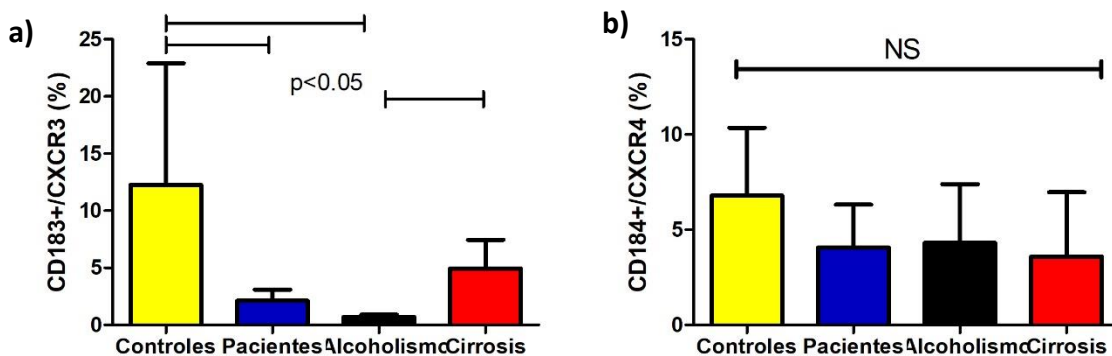 a)
CD183+/CXCR3 (%)
25
20
15
10
5
0
p<0.05
Controles Pacientes Alcoholismo Cirrosis
b)
CD184+/CXCR4 (%)
15
10
5
0
NS
Controles Pacientes Alcoholismo Cirrosis